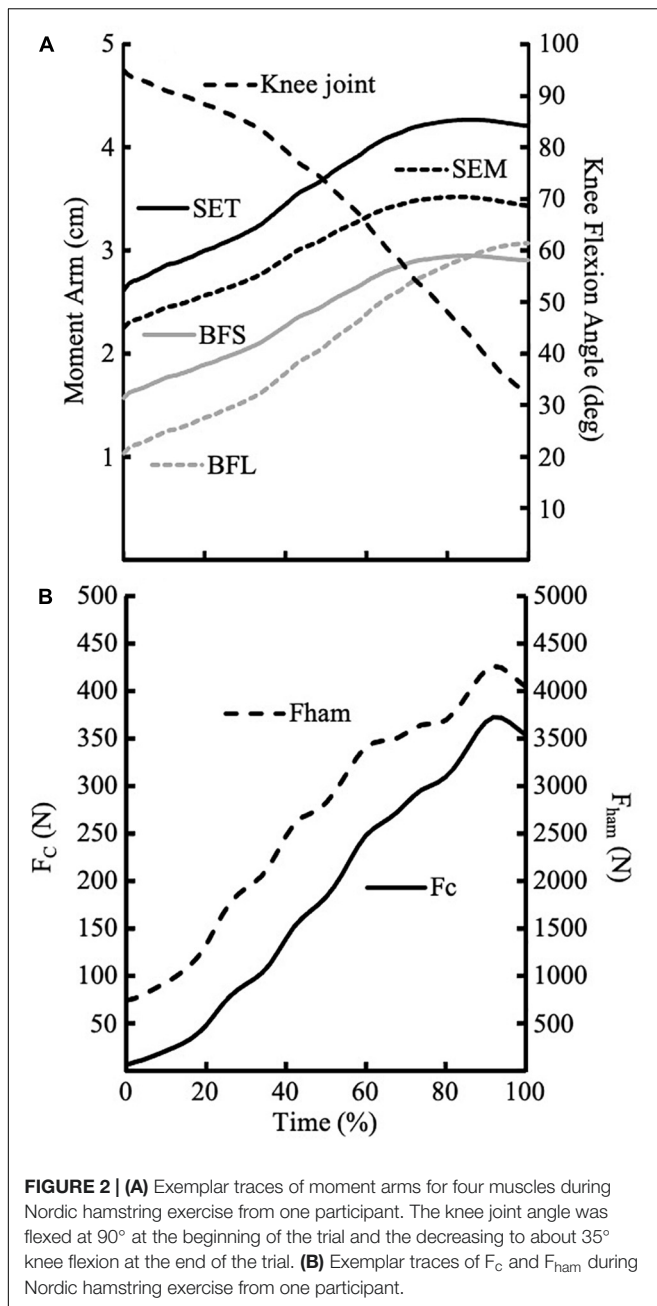 A
Moment Arm (cm)
5
4
3
2
1
Knee joint
SEM
SET
BFS
BFL
100
90
80
70
60
50
40
30
20
10
Knee Flexion Angle (deg)
B
F_C (N)
500
450
400
350
300
250
200
150
100
50
Fham
Fc
5000
4500
4000
3500
3000
2500
2000
1500
1000
500
F_ham (N)
0 20 40 60 80 100
Time (%)
FIGURE 2 | (A) Exemplar traces of moment arms for four muscles during
Nordic hamstring exercise from one participant. The knee joint angle was
flexed at 90° at the beginning of the trial and the decreasing to about 35°
knee flexion at the end of the trial. (B) Exemplar traces of F_c and F_ham during
Nordic hamstring exercise from one participant.